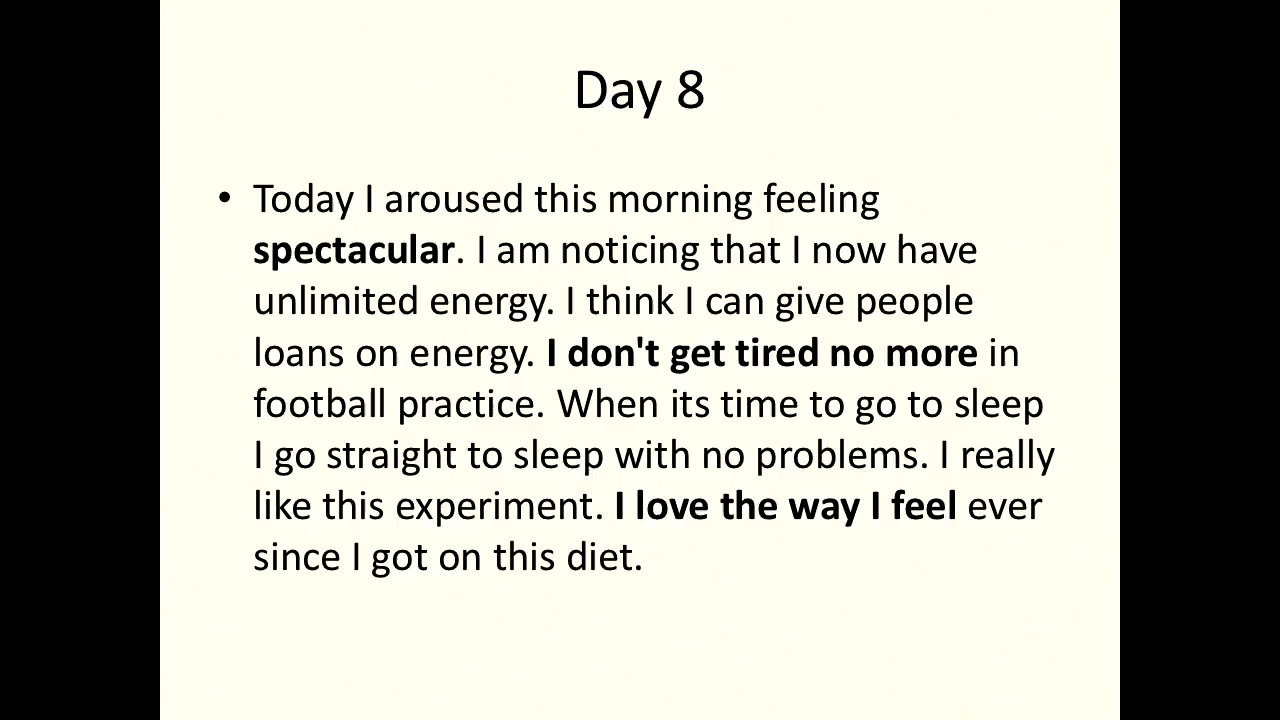 Day 8
• Today I aroused this morning feeling
spectacular. I am noticing that I now have
unlimited energy. I think I can give people
loans on energy. I don't get tired no more in
football practice. When its time to go to sleep
I go straight to sleep with no problems. I really
like this experiment. I love the way I feel ever
since I got on this diet.